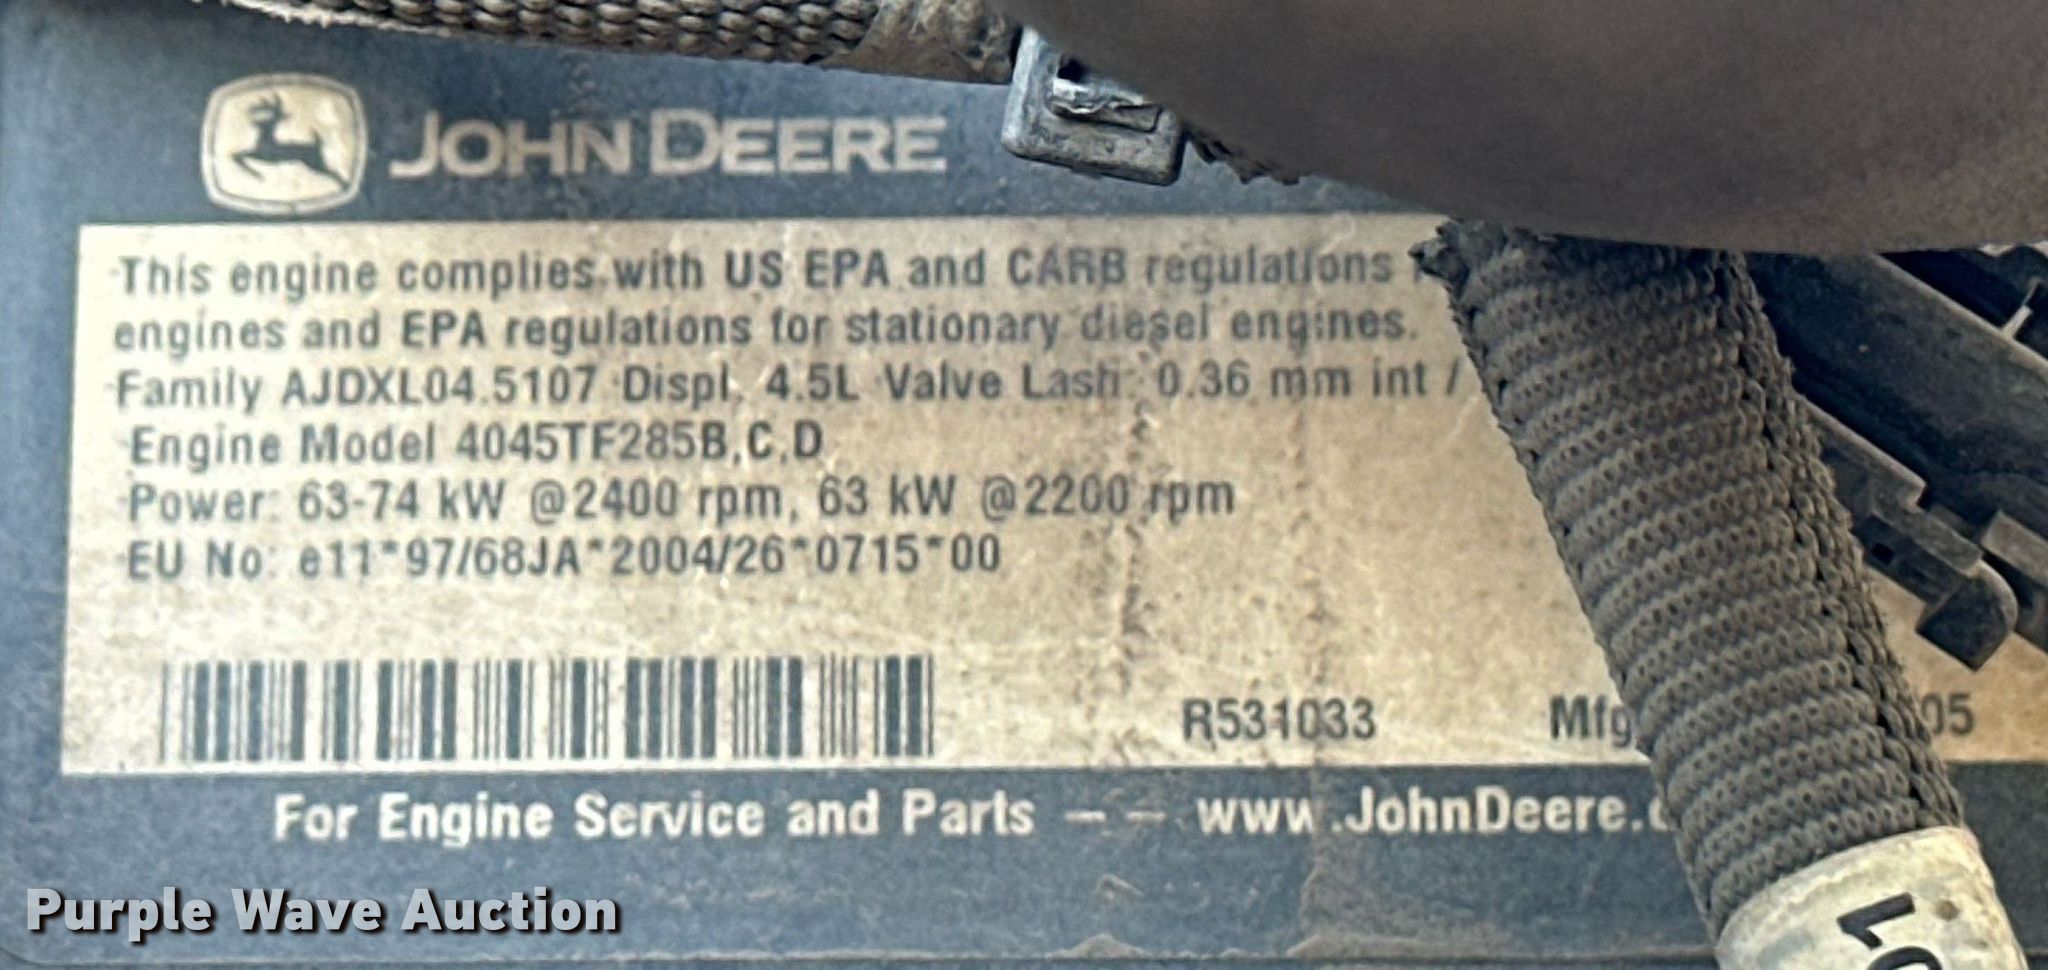 JOHN DEERE
This engine complies with US EPA and CARB regulations
engines and EPA regulations for stationary diesel engines.
Family AJDXL04.5107 Displ. 4.5L Valve Lash: 0.36 mm int /
Engine Model 4045TF285B,C,D
Power: 63-74 kW @2400 rpm, 63 kW @2200 rpm
EU No: e11*97/68JA*2004/26*0715*00
R531033 Mfg 05
For Engine Service and Parts – – www.JohnDeere.
Purple Wave Auction